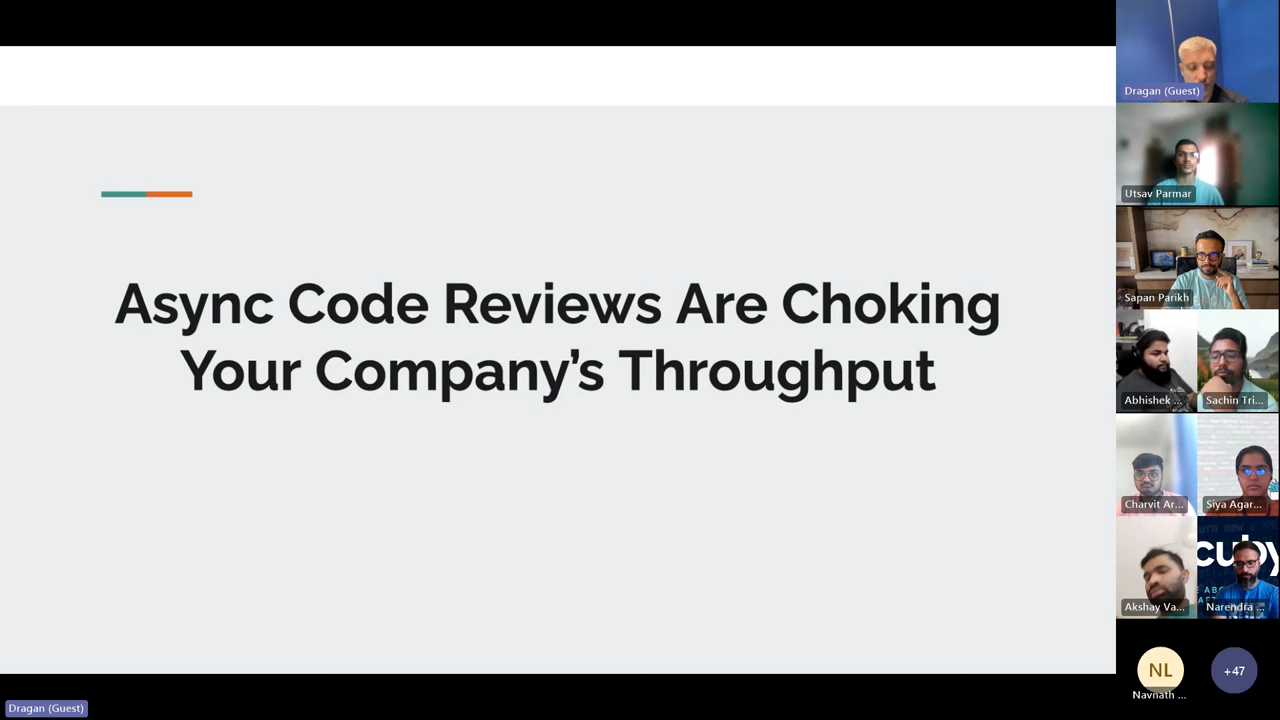 Async Code Reviews Are Choking
Your Company’s Throughput
Dragan (Guest)
Dragan (Guest)
Utsav Parmar
Sapan Parikh
Abhishek ...
Sachin Tri...
Charvit Ar...
Siya Agar...
Akshay Va...
Narendra ...
cuby
NL
Navnath ...
+47